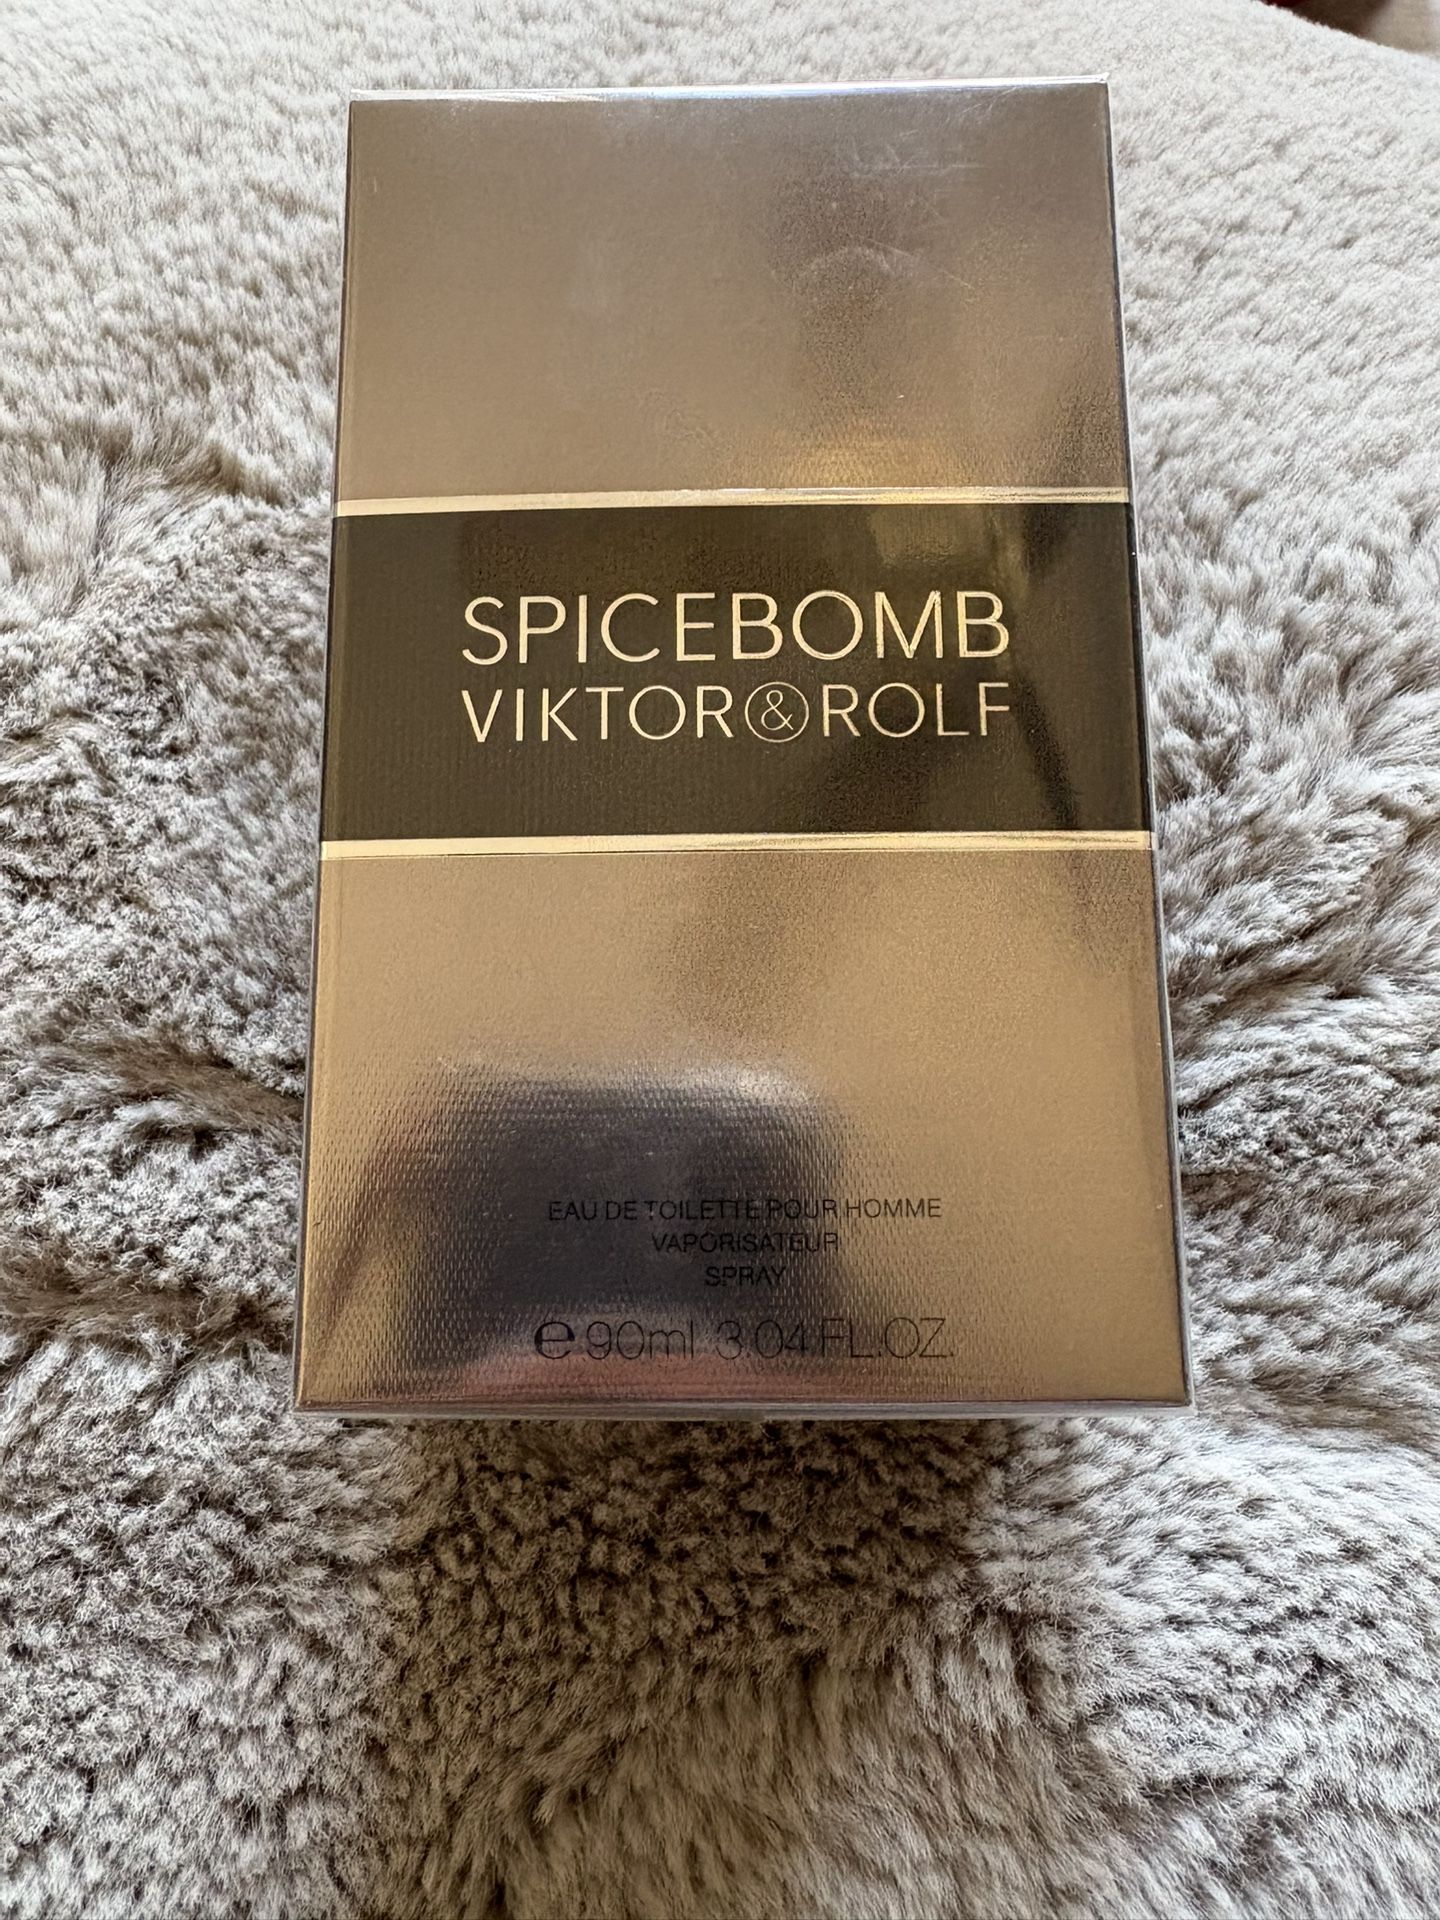 SPICEBOMB
VIKTOR&ROLF
EAU DE TOILETTE POUR HOMME
VAPORISATEUR
SPRAY
℮ 90ml 3.04 FL.OZ.